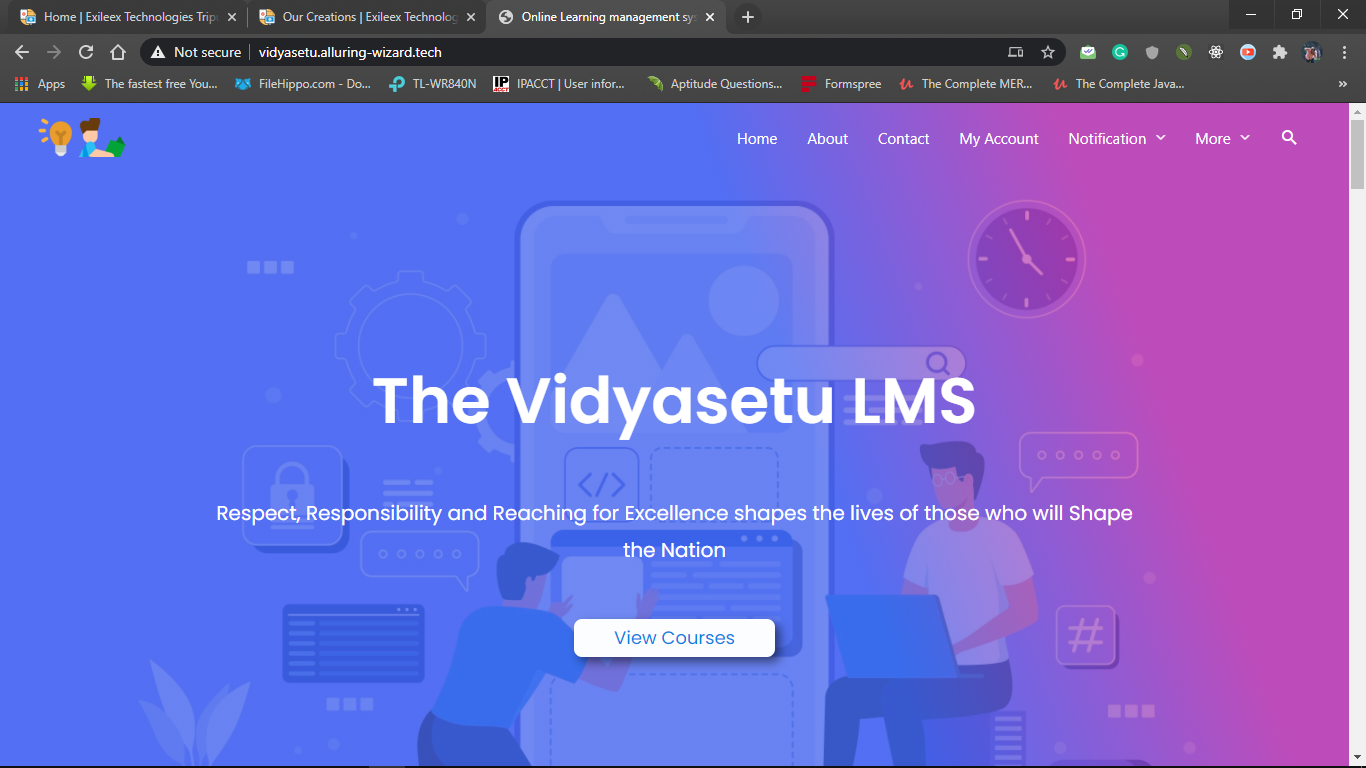 Home | Exileex Technologies Trip
Our Creations | Exileex Technolog
Online Learning management sys
Not secure
vidyasetu.alluring-wizard.tech
Apps
The fastest free You...
FileHippo.com - Do...
TL-WR840N
IPACCT | User infor...
Aptitude Questions...
Formspree
The Complete MER...
The Complete Java...
»
Home
About
Contact
My Account
Notification
More
The Vidyasetu LMS
</>
Respect, Responsibility and Reaching for Excellence shapes the lives of those who will Shape
the Nation
View Courses
#